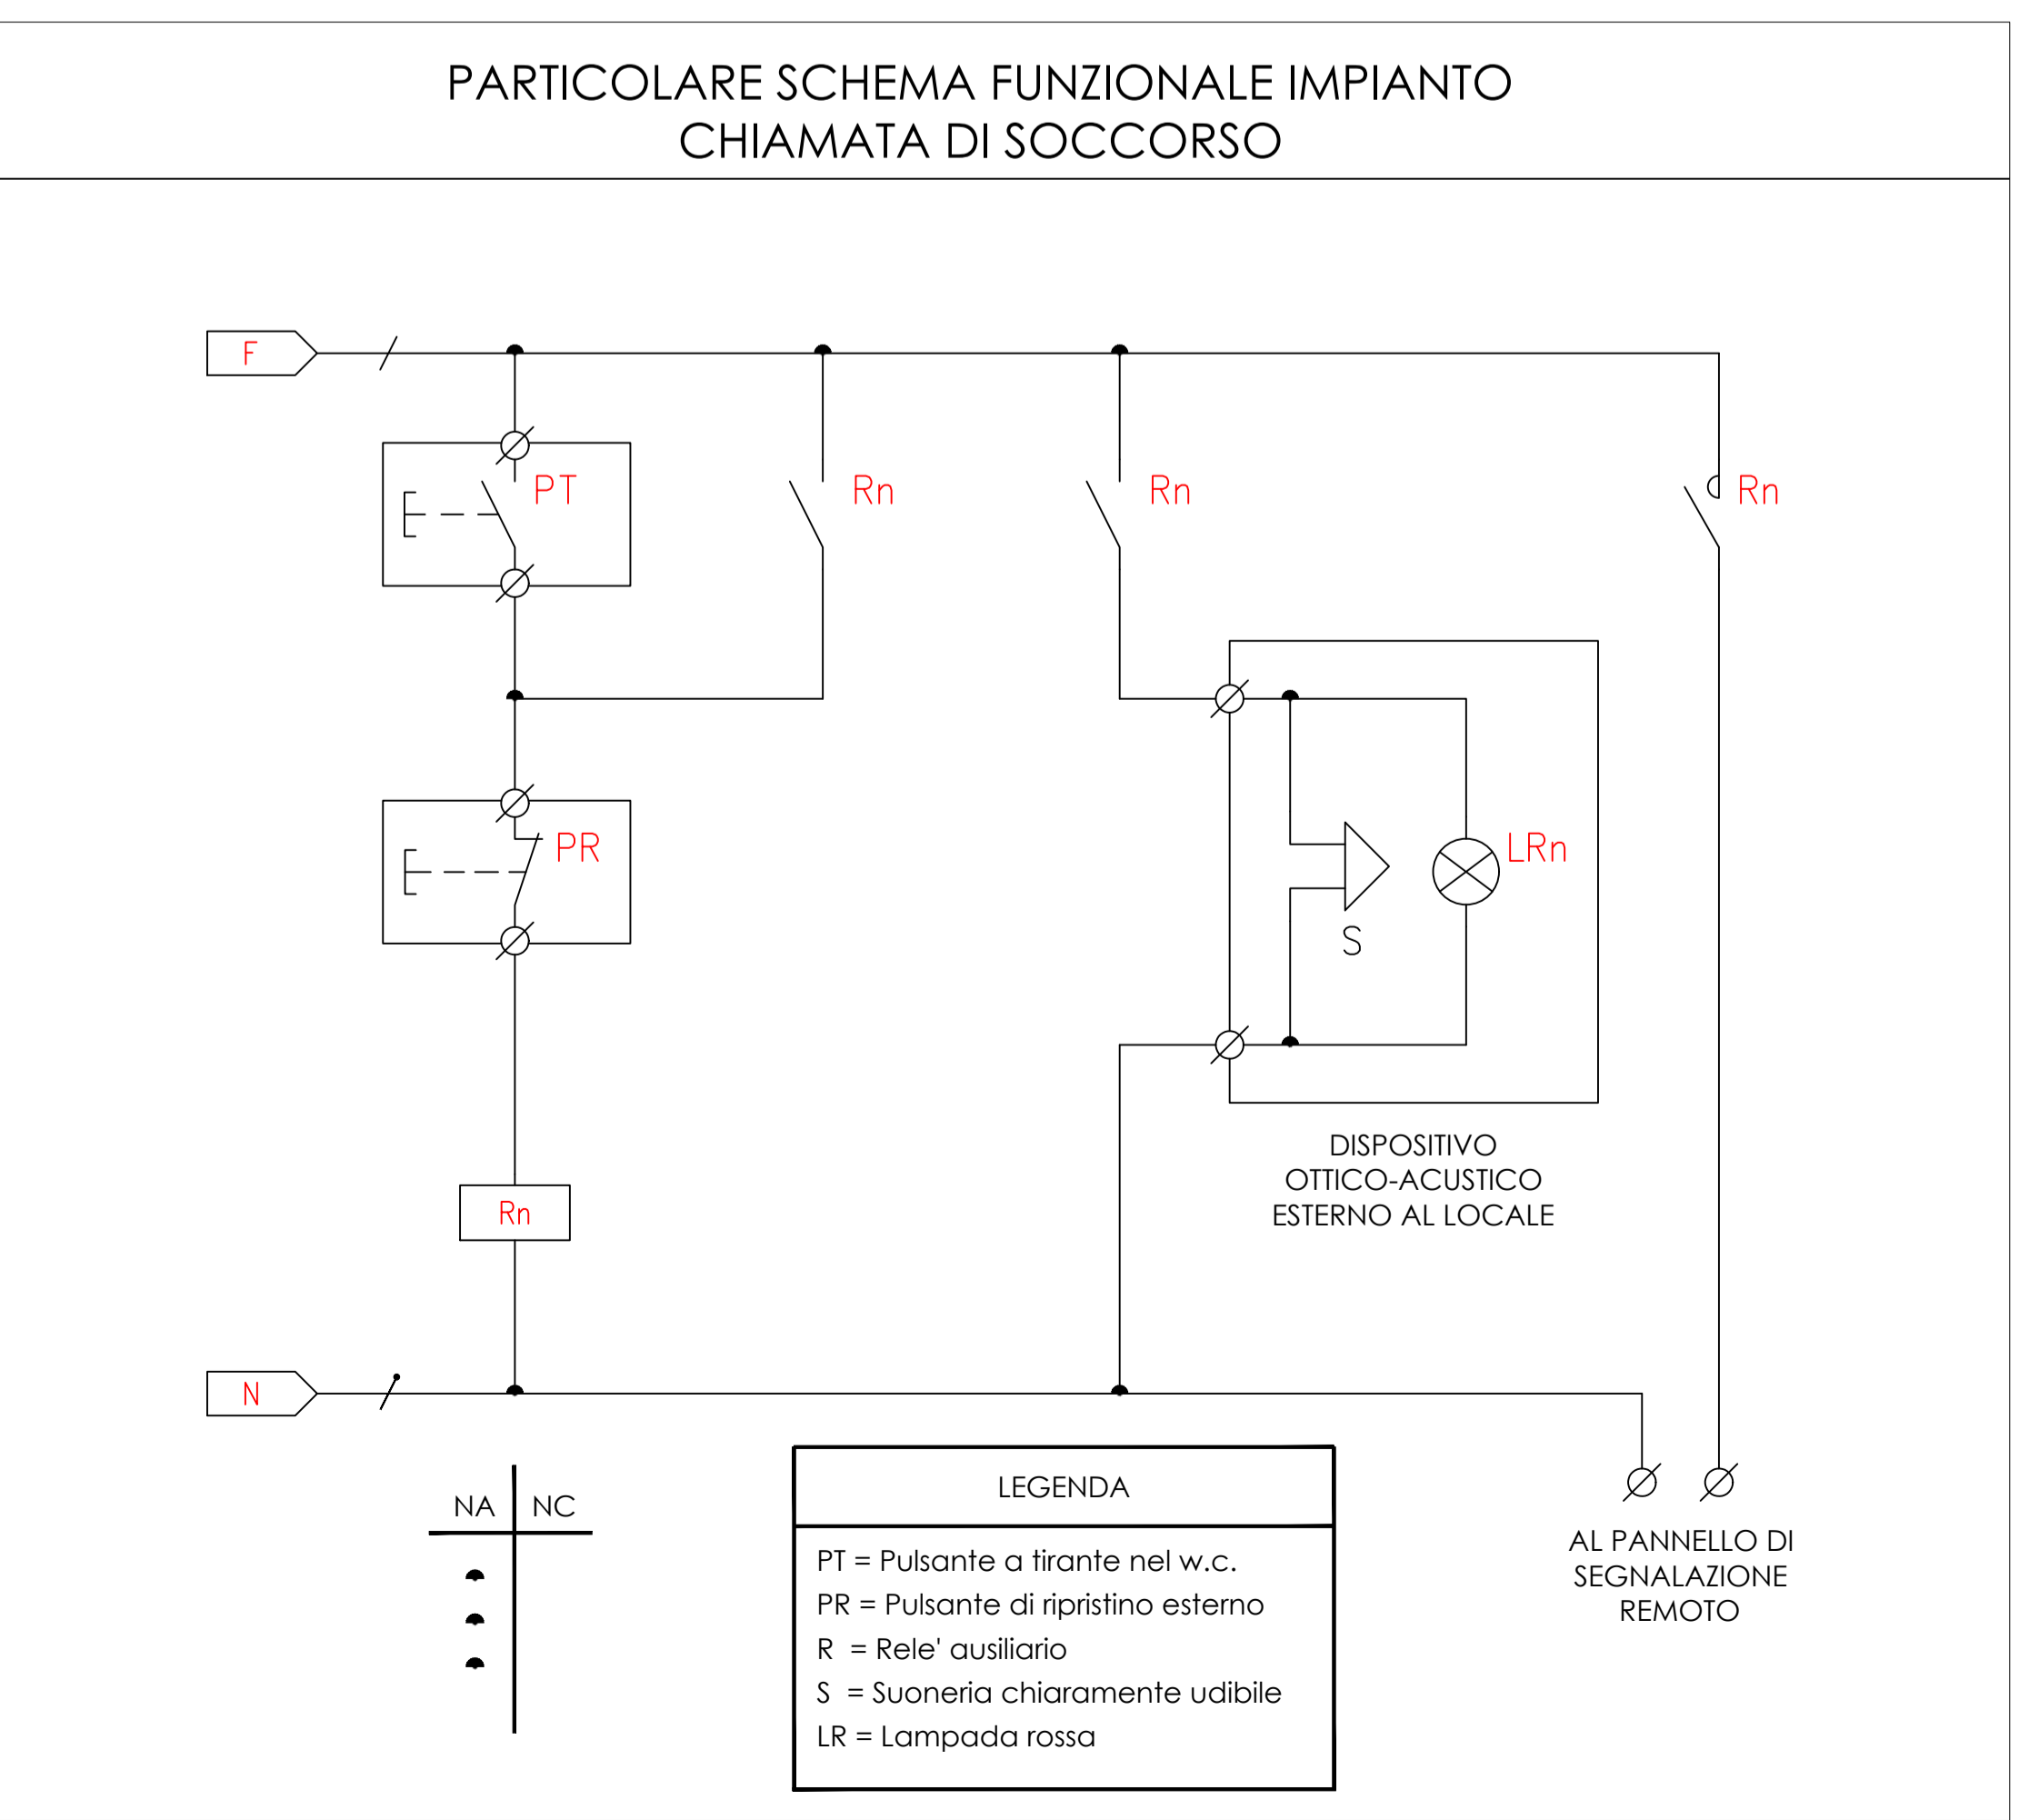 PARTICOLARE SCHEMA FUNZIONALE IMPIANTO
CHIAMATA DI SOCCORSO
F
PT
Rn
Rn
Rn
PR
LRn
S
DISPOSITIVO
OTTICO-ACUSTICO
ESTERNO AL LOCALE
Rn
N
NA NC
LEGENDA
PT = Pulsante a tirante nel w.c.
PR = Pulsante di ripristino esterno
R = Rele' ausiliario
S = Suoneria chiaramente udibile
LR = Lampada rossa
AL PANNELLO DI
SEGNALAZIONE
REMOTO